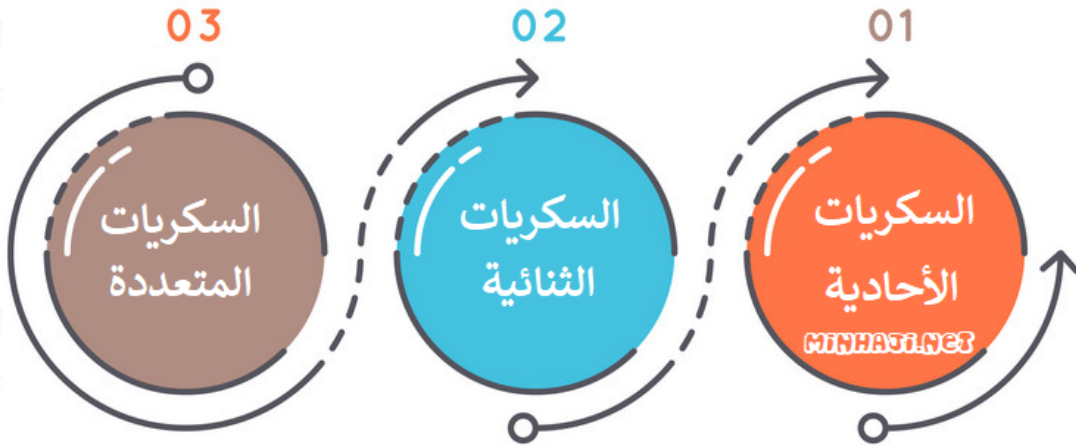 01
السكريات
الأحادية
MiNHAJi.NET
02
السكريات
الثنائية
03
السكريات
المتعددة